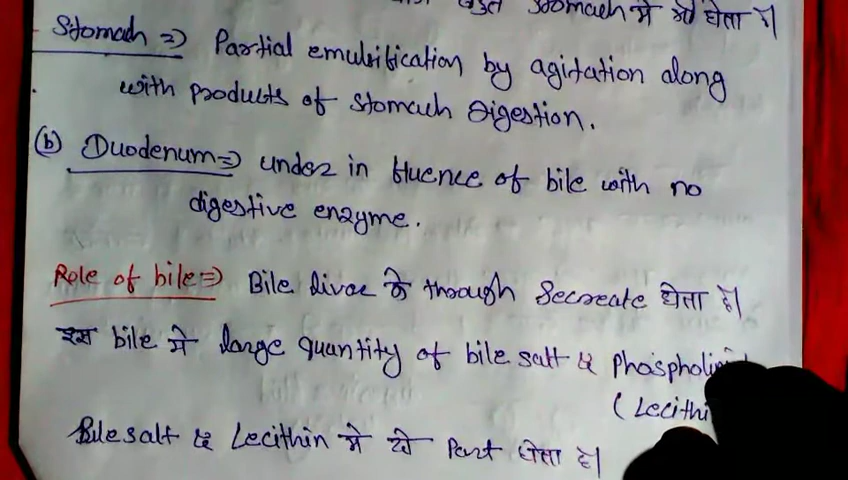 stomach में भी होता है।
Stomach => Partial emulsification by agitation along
with products of stomach digestion.
(b) Duodenum => under influence of bile with no
digestive enzyme.
Role of bile => Bile livae के through Secreate होता है।
इस bile मे large quantity of bile salt &
(Lecithi
Bile salt & Lecithin मे दो Part होता है।